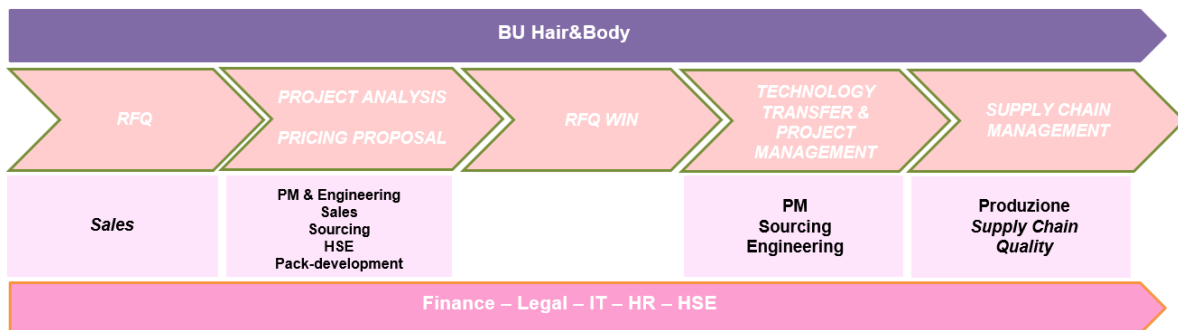 BU Hair&Body
RFQ
PROJECT ANALYSIS
PRICING PROPOSAL
RFQ WIN
TECHNOLOGY
TRANSFER &
PROJECT
MANAGEMENT
SUPPLY CHAIN
MANAGEMENT
Sales
PM & Engineering
Sales
Sourcing
HSE
Pack-development
PM
Sourcing
Engineering
Produzione
Supply Chain
Quality
Finance – Legal – IT – HR – HSE